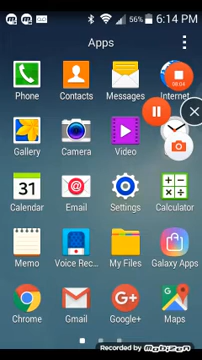 6:14 PM
Apps
Phone
Contacts
Messages
Internet
Gallery
Camera
Video
31
Calendar
Email
Settings
Calculator
Memo
Voice Rec...
My Files
Galaxy Apps
Chrome
Gmail
Google+
Maps
Recorded by Mobizen